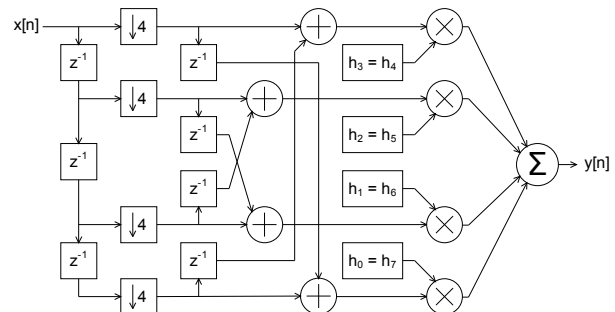 x[n]
↓4
z⁻¹
z⁻¹
h₃ = h₄
↓4
z⁻¹
z⁻¹
h₂ = h₅
Σ
y[n]
z⁻¹
h₁ = h₆
↓4
z⁻¹
z⁻¹
h₀ = h₇
↓4